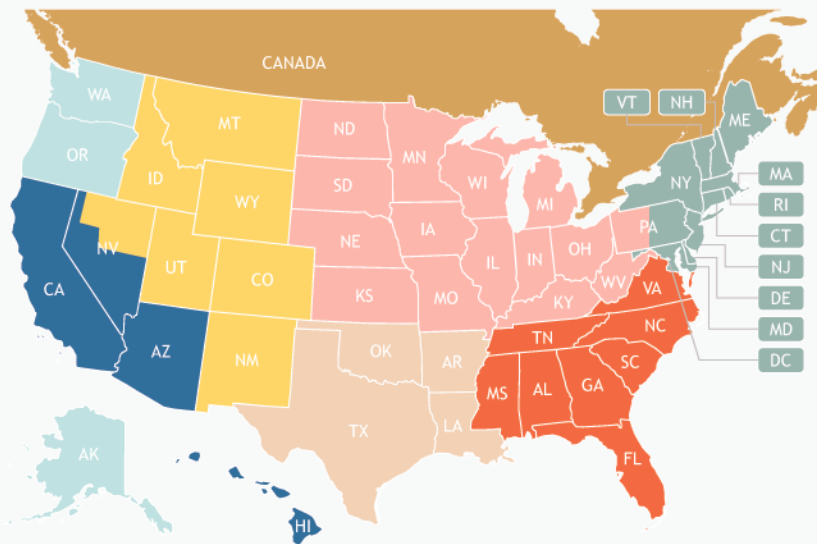 CANADA
WA
OR
CA
NV
ID
MT
WY
UT
CO
AZ
NM
ND
SD
NE
KS
MN
IA
MO
WI
IL
IN
MI
OH
KY
WV
PA
NY
VT
NH
ME
MA
RI
CT
NJ
DE
MD
DC
VA
NC
SC
TN
MS
AL
GA
FL
OK
AR
TX
LA
AK
HI